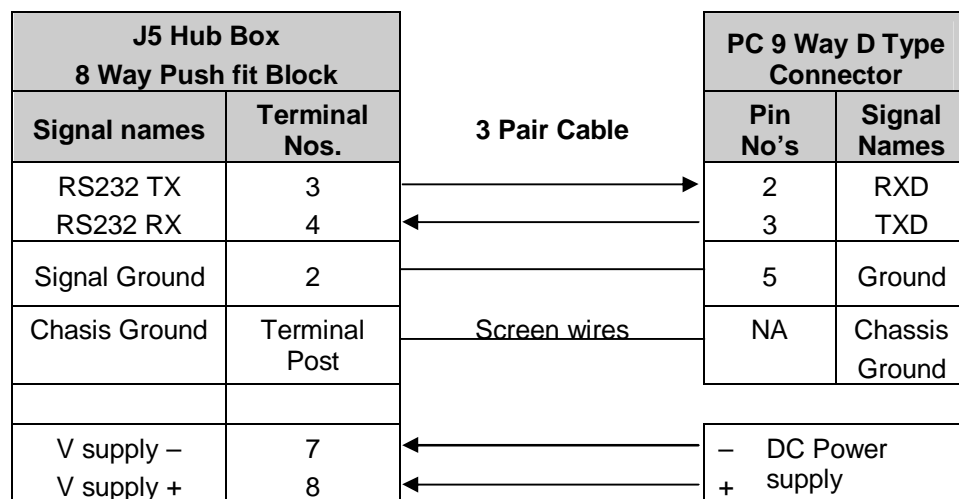 J5 Hub Box
8 Way Push fit Block
PC 9 Way D Type
Connector
Signal names
Terminal
Nos.
3 Pair Cable
Pin
No’s
Signal
Names
RS232 TX 3 2 RXD
RS232 RX 4 3 TXD
Signal Ground 2 5 Ground
Chasis Ground Terminal
Post
Screen wires
NA Chassis
Ground
V supply – 7 – DC Power
supply
V supply + 8 +